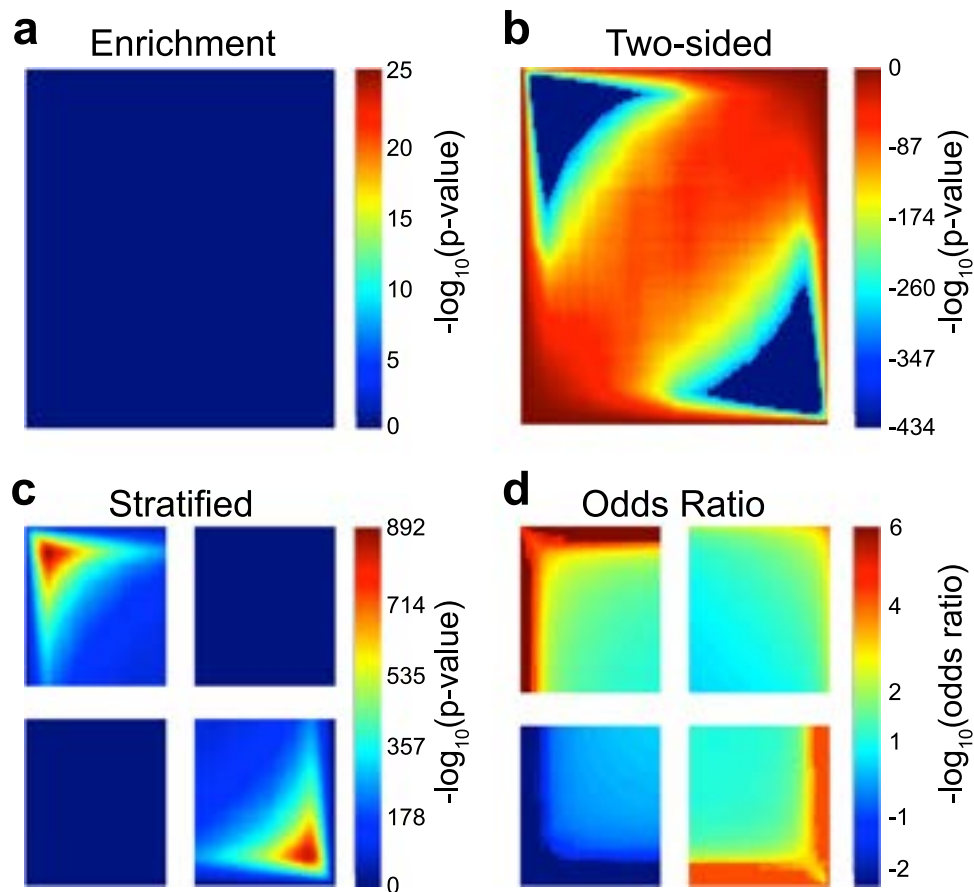 a
Enrichment
25
20
15
10
5
0
-log10(p-value)
b
Two-sided
0
-87
-174
-260
-347
-434
-log10(p-value)
c
Stratified
892
714
535
357
178
0
-log10(p-value)
d
Odds Ratio
6
4
2
1
-1
-2
-log10(odds ratio)